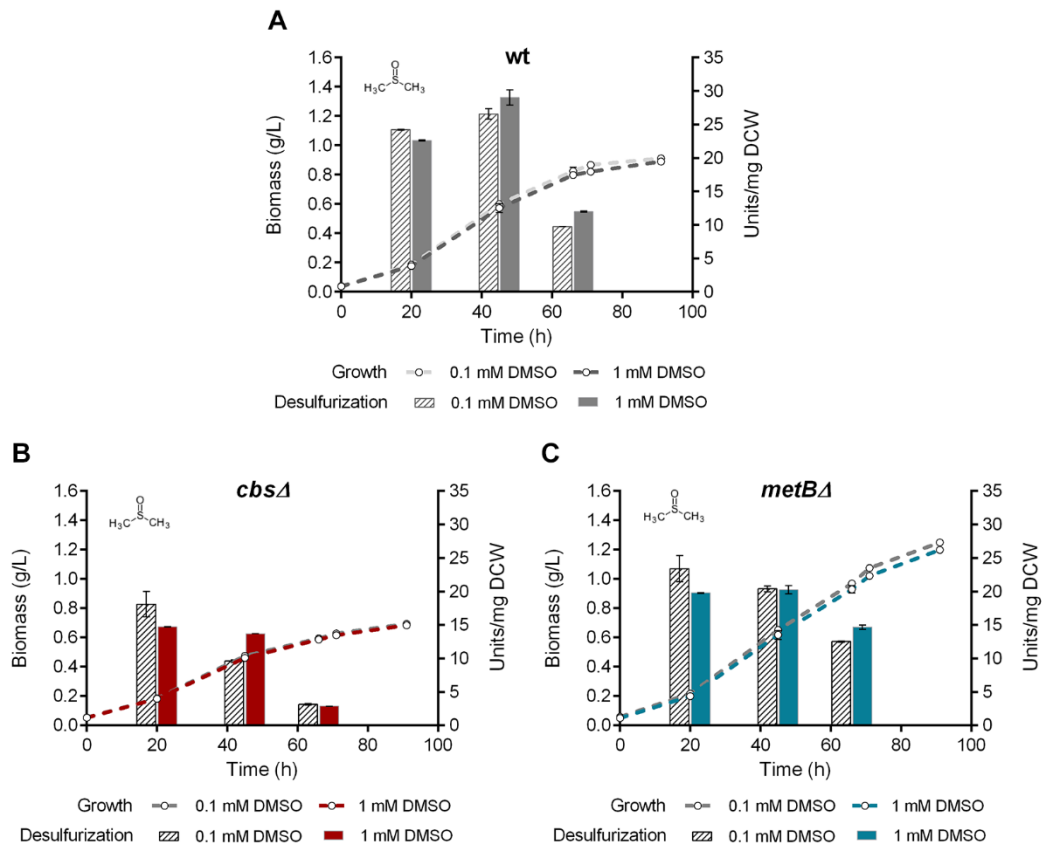 A
wt
O
H₃C S CH₃
Biomass (g/L)
1.6
1.4
1.2
1.0
0.8
0.6
0.4
0.2
0.0
35
30
25
20
15
10
5
0
Units/mg DCW
0 20 40 60 80 100
Time (h)
Growth 0.1 mM DMSO 1 mM DMSO
Desulfurization 0.1 mM DMSO 1 mM DMSO
B
cbsΔ
O
H₃C S CH₃
Biomass (g/L)
1.6
1.4
1.2
1.0
0.8
0.6
0.4
0.2
0.0
35
30
25
20
15
10
5
0
Units/mg DCW
0 20 40 60 80 100
Time (h)
Growth 0.1 mM DMSO 1 mM DMSO
Desulfurization 0.1 mM DMSO 1 mM DMSO
C
metBΔ
O
H₃C S CH₃
Biomass (g/L)
1.6
1.4
1.2
1.0
0.8
0.6
0.4
0.2
0.0
35
30
25
20
15
10
5
0
Units/mg DCW
0 20 40 60 80 100
Time (h)
Growth 0.1 mM DMSO 1 mM DMSO
Desulfurization 0.1 mM DMSO 1 mM DMSO